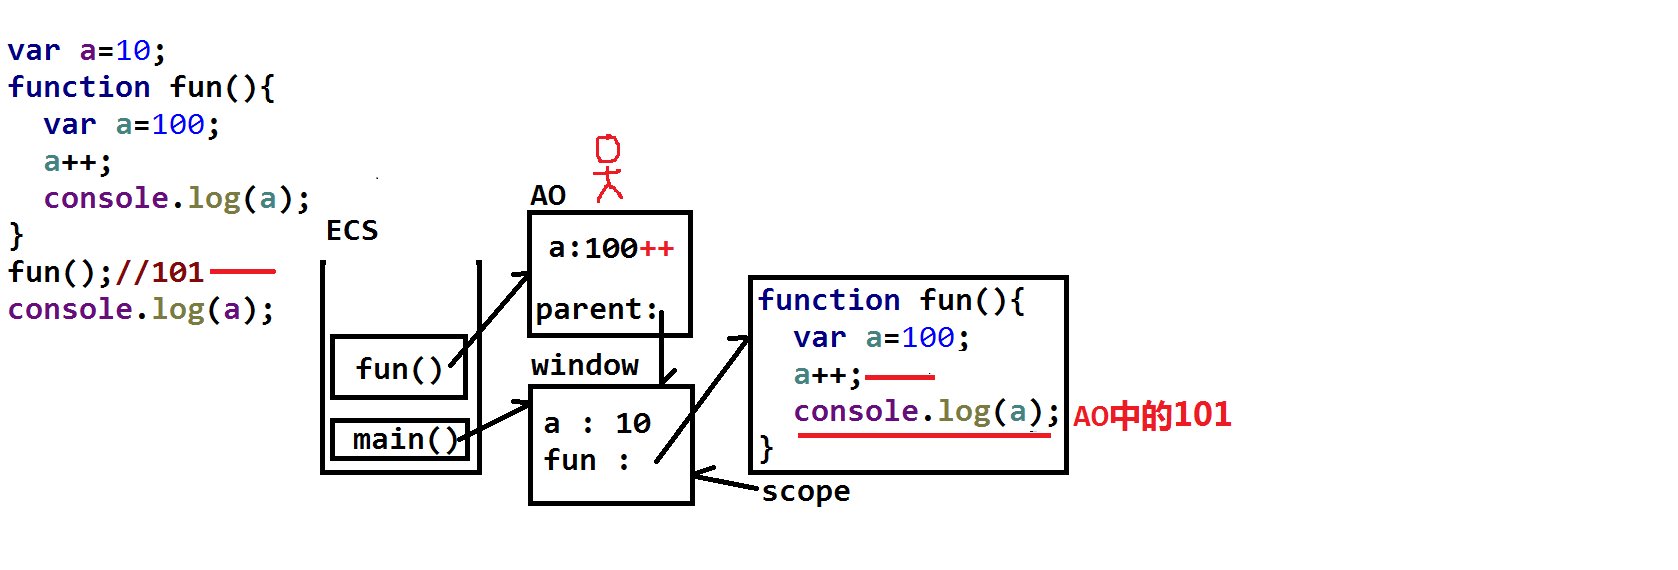 var a=10;
function fun(){
var a=100;
a++;
console.log(a);
}
fun();//101
console.log(a);
ECS
fun()
main()
AO
a:100++
parent:
window
a : 10
fun :
function fun(){
var a=100;
a++;
console.log(a);
}
AO中的101
scope